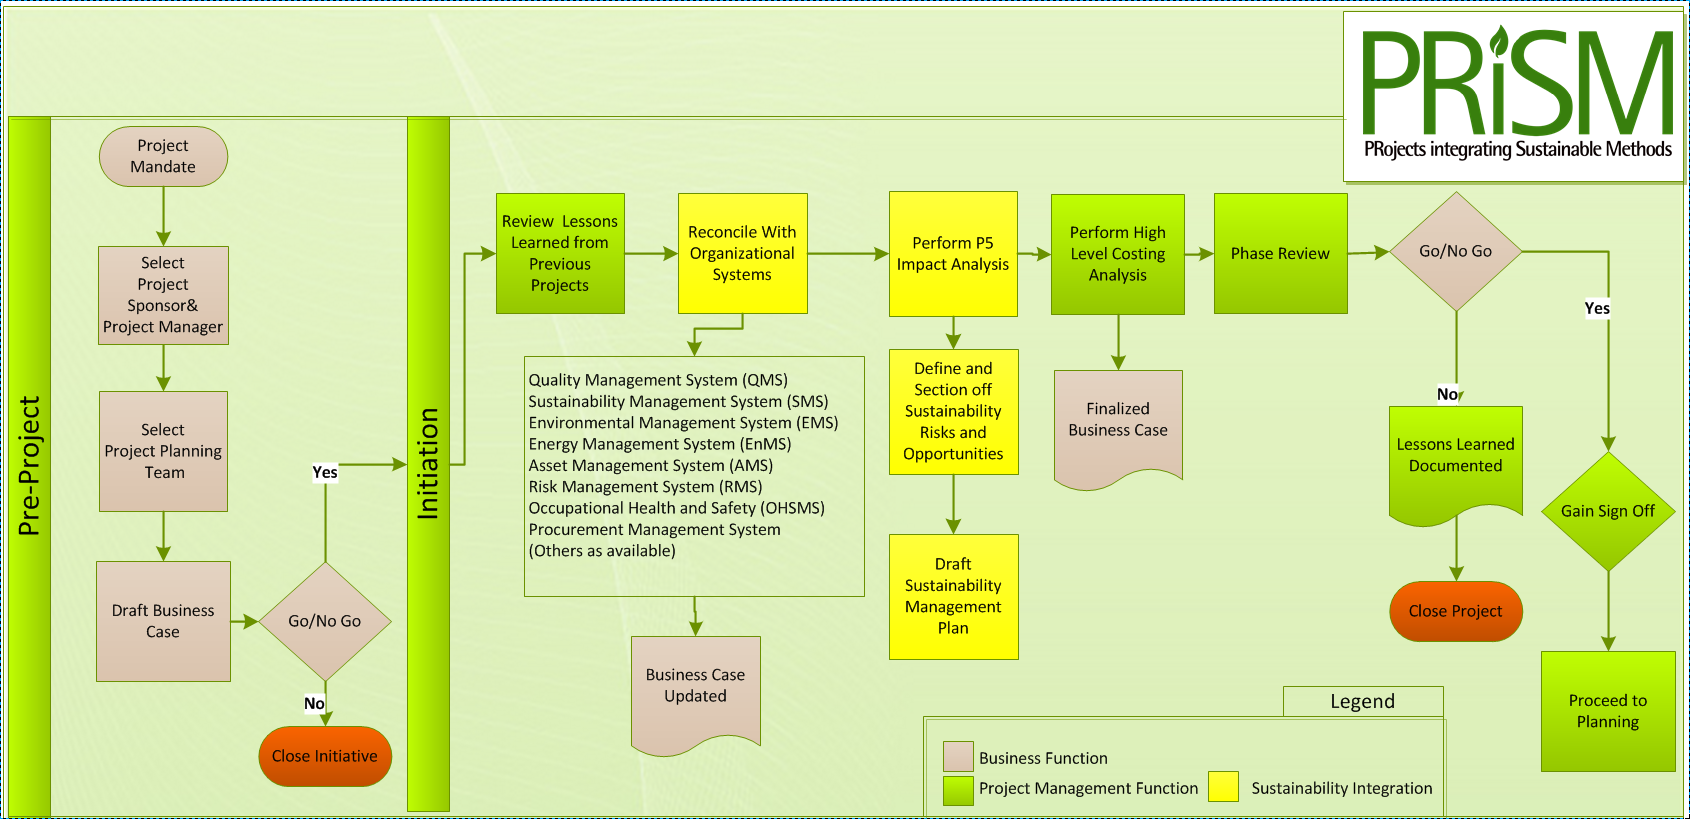 PRiSM
PRojects integrating Sustainable Methods
Pre-Project
Project
Mandate
Select
Project
Sponsor&
Project Manager
Select
Project Planning
Team
Draft Business
Case
Go/No Go
Yes
No
Close Initiative
Initiation
Review Lessons
Learned from
Previous
Projects
Reconcile With
Organizational
Systems
Quality Management System (QMS)
Sustainability Management System (SMS)
Environmental Management System (EMS)
Energy Management System (EnMS)
Asset Management System (AMS)
Risk Management System (RMS)
Occupational Health and Safety (OHSMS)
Procurement Management System
(Others as available)
Business Case
Updated
Perform P5
Impact Analysis
Define and
Section off
Sustainability
Risks and
Opportunities
Draft
Sustainability
Management
Plan
Perform High
Level Costing
Analysis
Finalized
Business Case
Phase Review
Go/No Go
No
Lessons Learned
Documented
Close Project
Yes
Gain Sign Off
Proceed to
Planning
Legend
Business Function
Project Management Function
Sustainability Integration